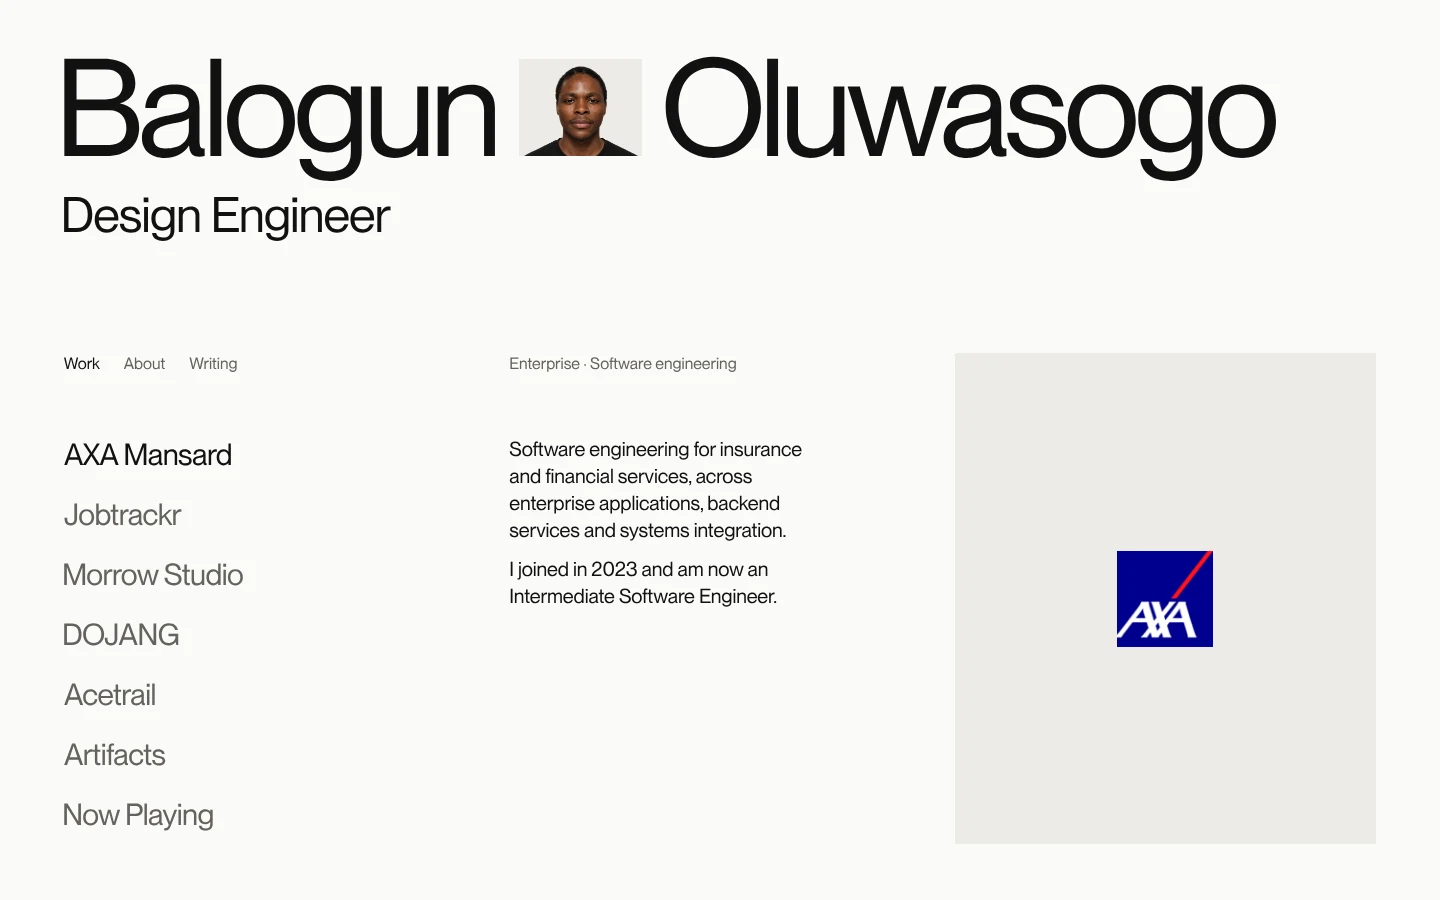 Balogun Oluwasogo
Design Engineer
Work About Writing
AXA Mansard
Jobtrackr
Morrow Studio
DOJANG
Acetrail
Artifacts
Now Playing
Enterprise · Software engineering
Software engineering for insurance
and financial services, across
enterprise applications, backend
services and systems integration.
I joined in 2023 and am now an
Intermediate Software Engineer.
AXA